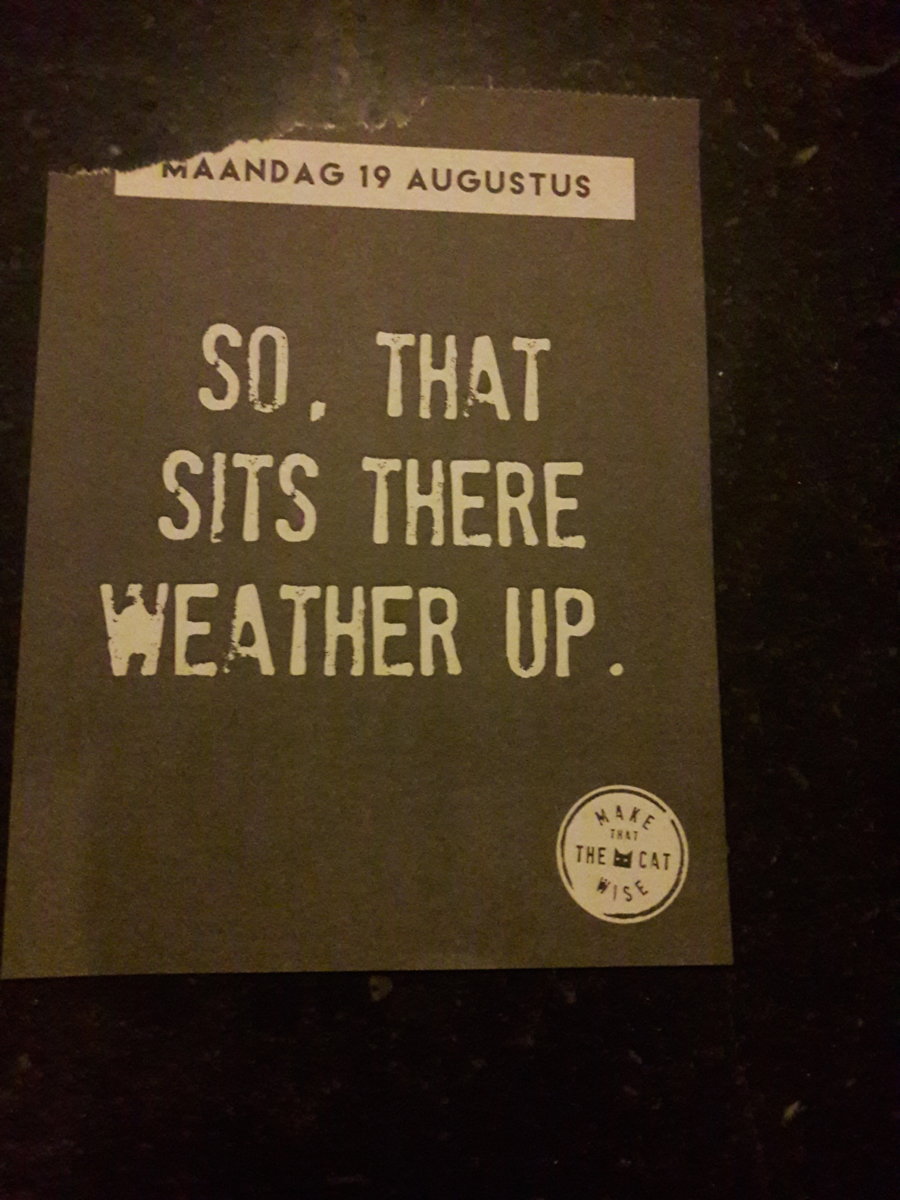 MAANDAG 19 AUGUSTUS
SO, THAT
SITS THERE
WEATHER UP.
MAKE
THAT
THE CAT
WISE